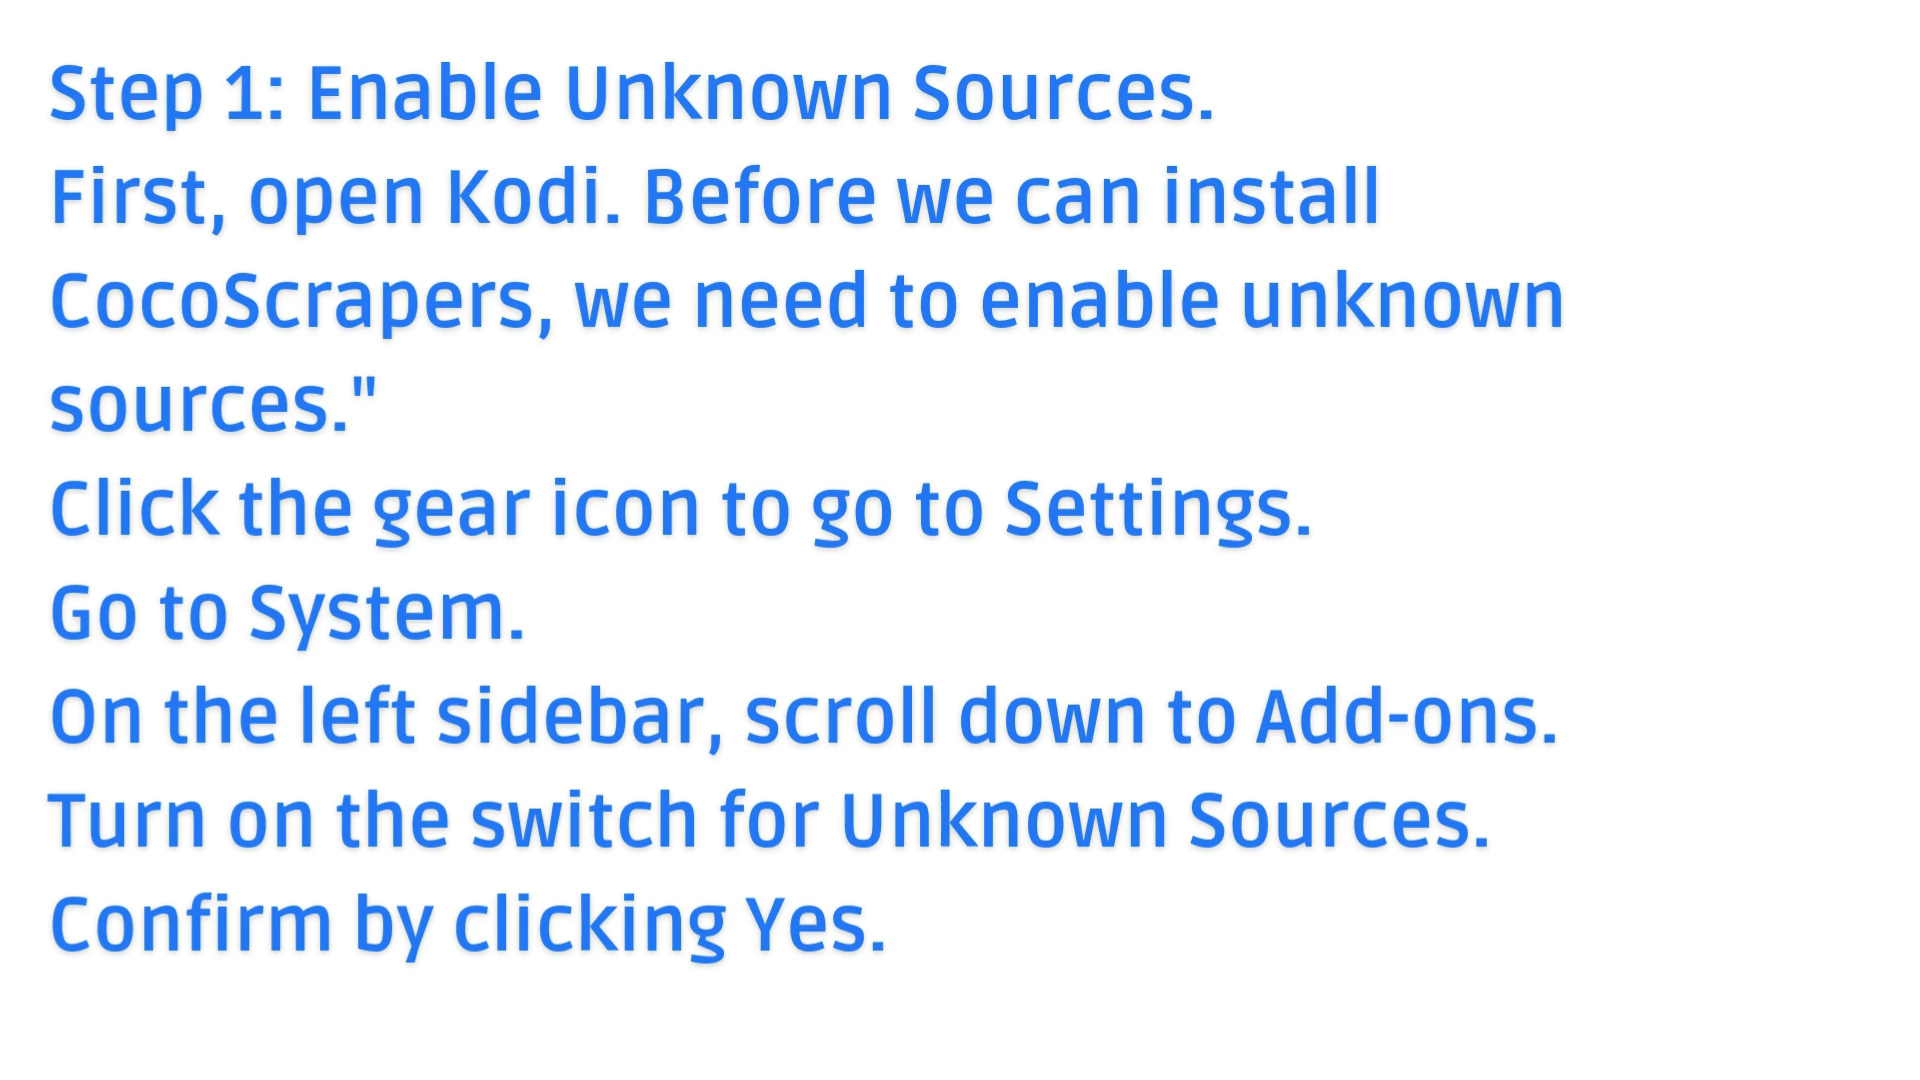 Step 1: Enable Unknown Sources.
First, open Kodi. Before we can install
CocoScrapers, we need to enable unknown
sources."
Click the gear icon to go to Settings.
Go to System.
On the left sidebar, scroll down to Add-ons.
Turn on the switch for Unknown Sources.
Confirm by clicking Yes.